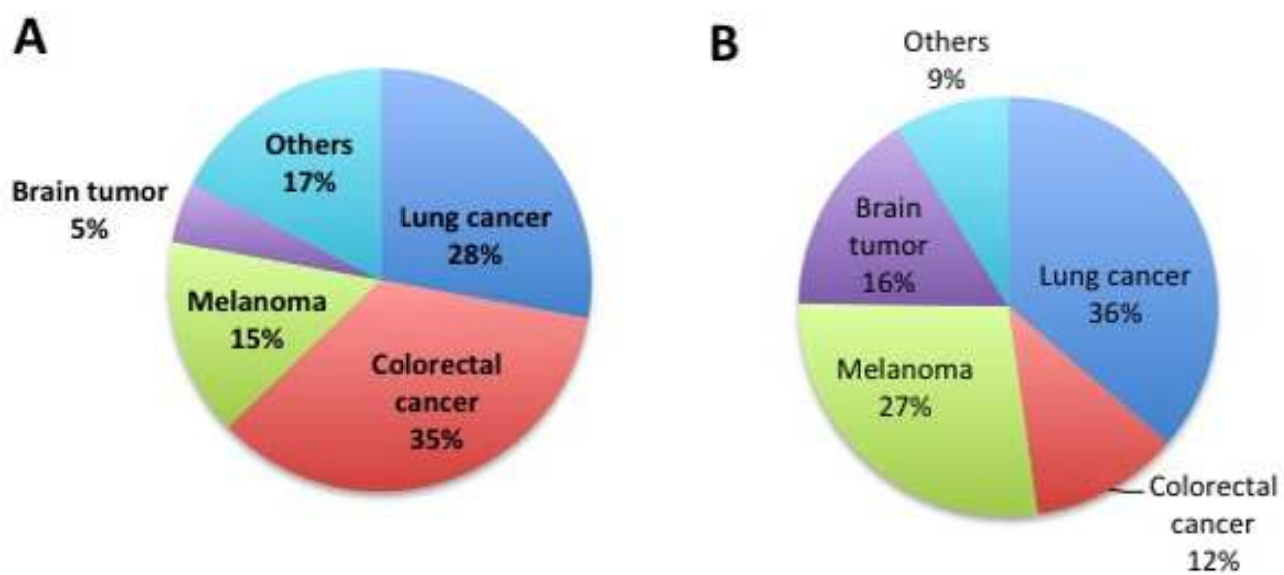 A
Others
17%
Brain tumor
5%
Lung cancer
28%
Melanoma
15%
Colorectal
cancer
35%
B
Others
9%
Brain
tumor
16%
Lung cancer
36%
Melanoma
27%
Colorectal
cancer
12%